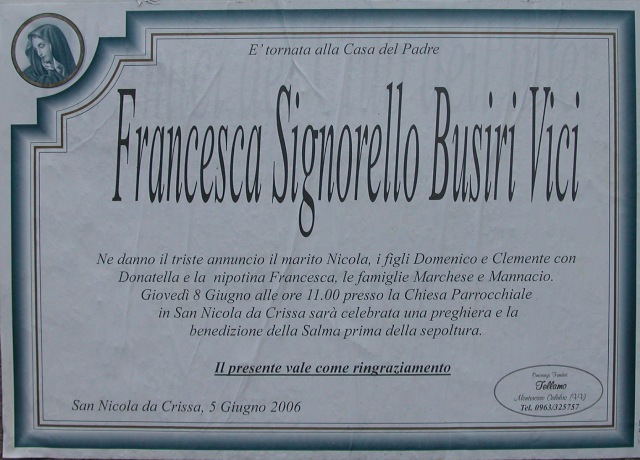 E' tornata alla Casa del Padre
Francesca Signorello Busiri Vici
Ne danno il triste annuncio il marito Nicola, i figli Domenico e Clemente con
Donatella e la nipotina Francesca, le famiglie Marchese e Mannacio.
Giovedì 8 Giugno alle ore 11.00 presso la Chiesa Parrocchiale
in San Nicola da Crissa sarà celebrata una preghiera e la
benedizione della Salma prima della sepoltura.
Il presente vale come ringraziamento
San Nicola da Crissa, 5 Giugno 2006
Tellamo
Tel. 0963/325757